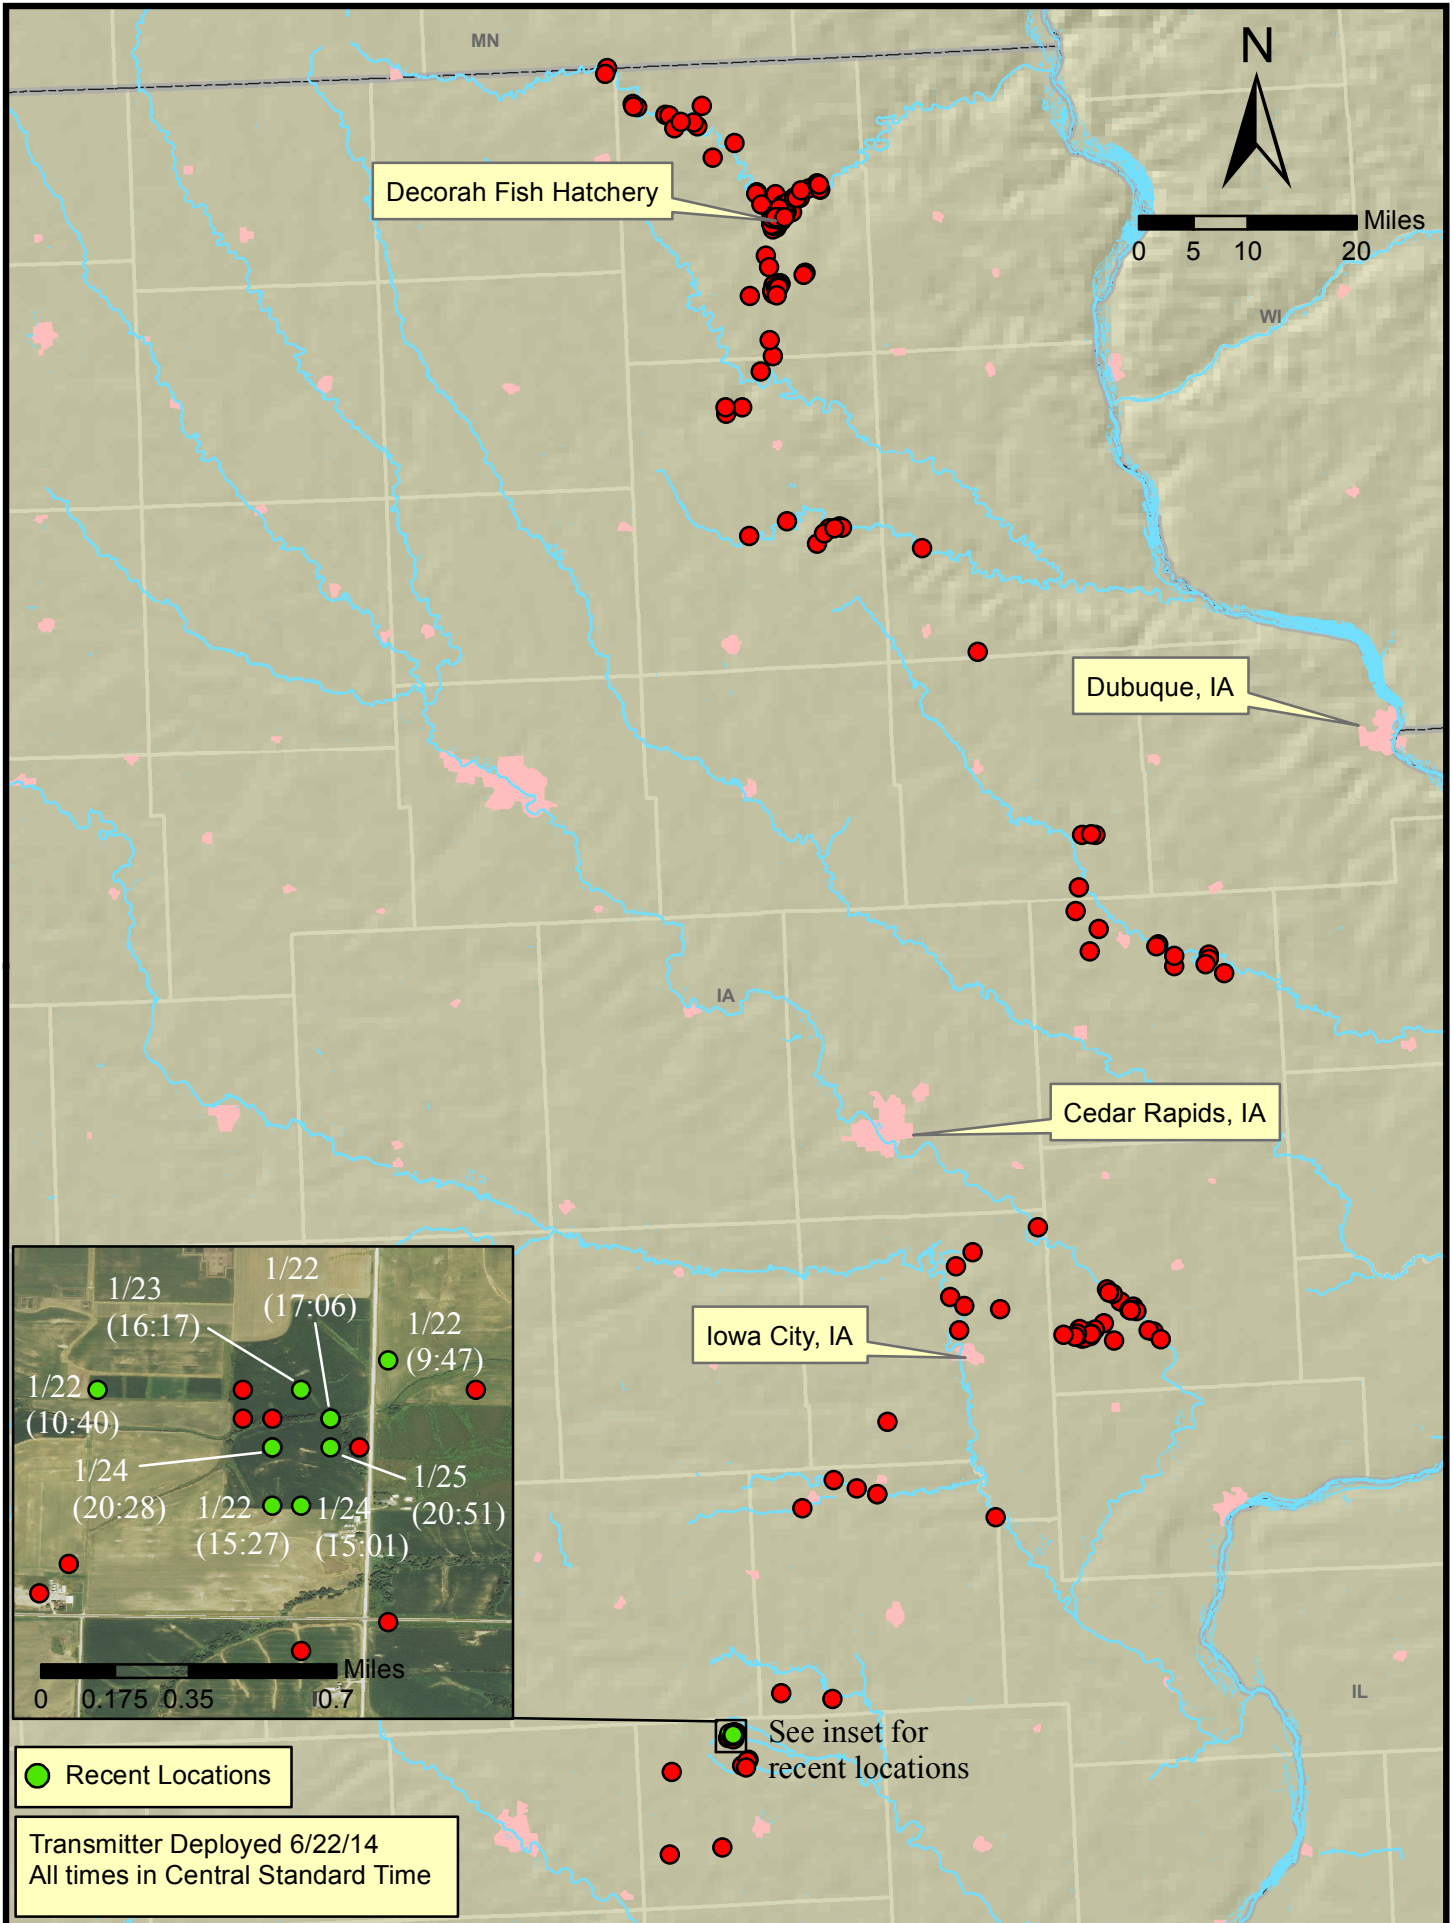 MN
N
Decorah Fish Hatchery
Miles
0 5 10 20
WI
Dubuque, IA
IA
Cedar Rapids, IA
Iowa City, IA
1/23
(16:17)
1/22
(17:06)
1/22
(9:47)
1/22
(10:40)
1/24
(20:28)
1/22
(15:27)
1/24
(15:01)
1/25
(20:51)
Miles
0 0.175 0.35 0.7
IL
See inset for
recent locations
Recent Locations
Transmitter Deployed 6/22/14
All times in Central Standard Time